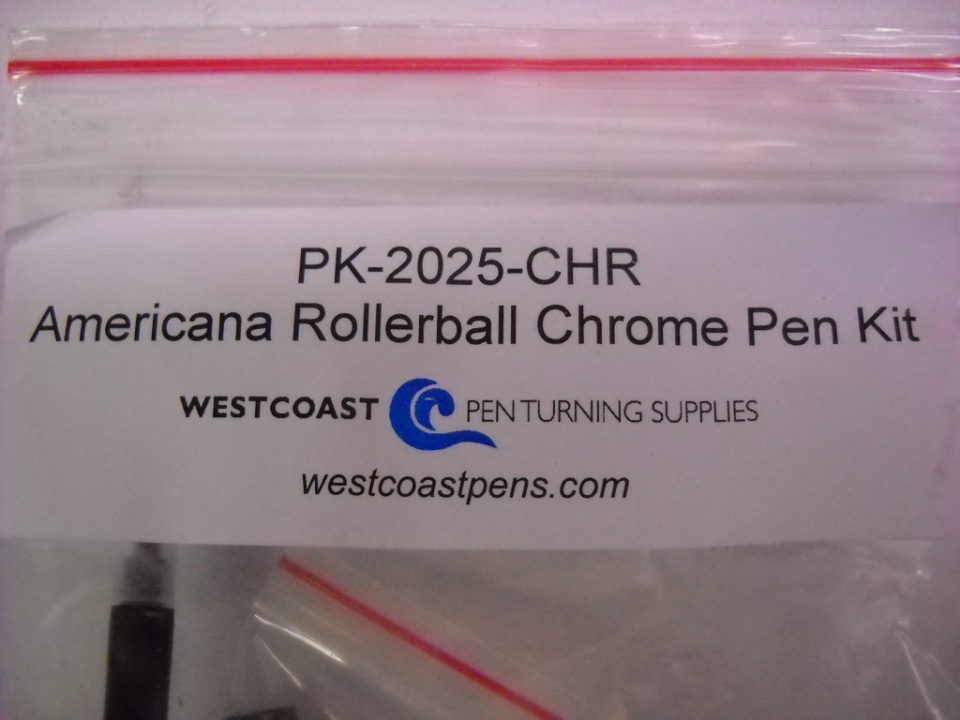 PK-2025-CHR
Americana Rollerball Chrome Pen Kit
WESTCOAST PEN TURNING SUPPLIES
westcoastpens.com